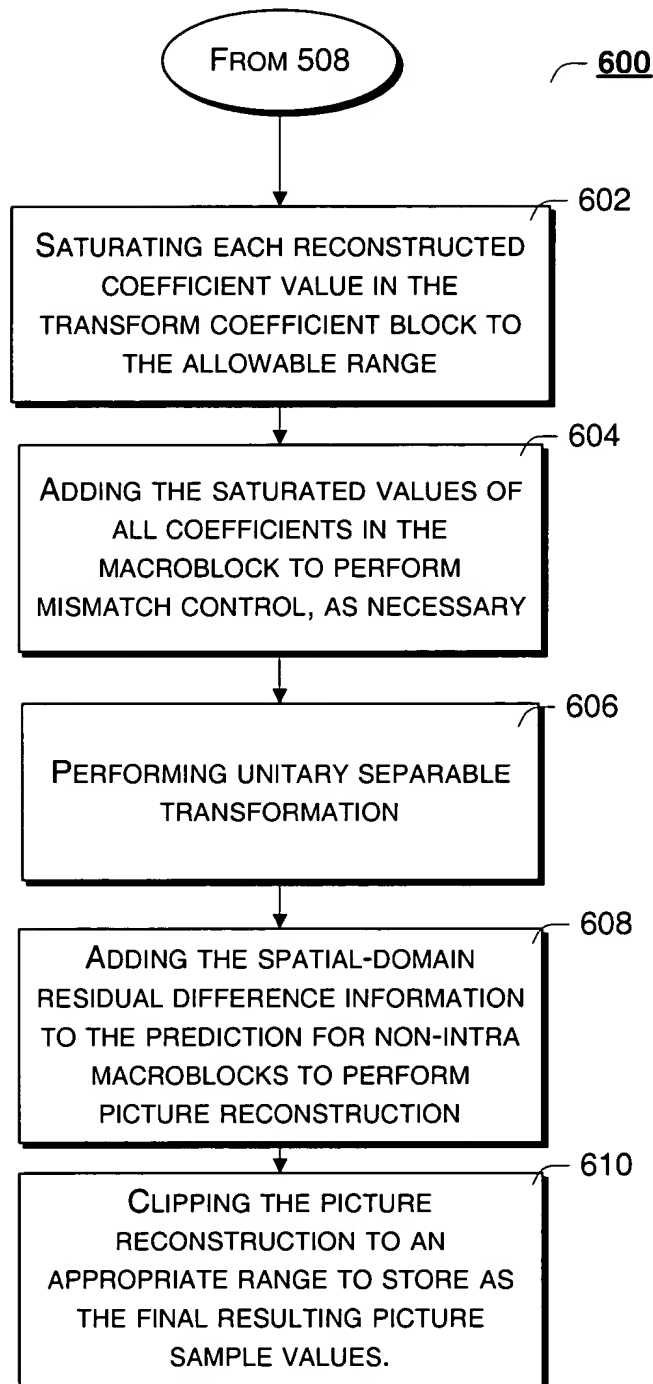 FROM 508
600
602
SATURATING EACH RECONSTRUCTED
COEFFICIENT VALUE IN THE
TRANSFORM COEFFICIENT BLOCK TO
THE ALLOWABLE RANGE
604
ADDING THE SATURATED VALUES OF
ALL COEFFICIENTS IN THE
MACROBLOCK TO PERFORM
MISMATCH CONTROL, AS NECESSARY
606
PERFORMING UNITARY SEPARABLE
TRANSFORMATION
608
ADDING THE SPATIAL-DOMAIN
RESIDUAL DIFFERENCE INFORMATION
TO THE PREDICTION FOR NON-INTRA
MACROBLOCKS TO PERFORM
PICTURE RECONSTRUCTION
610
CLIPPING THE PICTURE
RECONSTRUCTION TO AN
APPROPRIATE RANGE TO STORE AS
THE FINAL RESULTING PICTURE
SAMPLE VALUES.